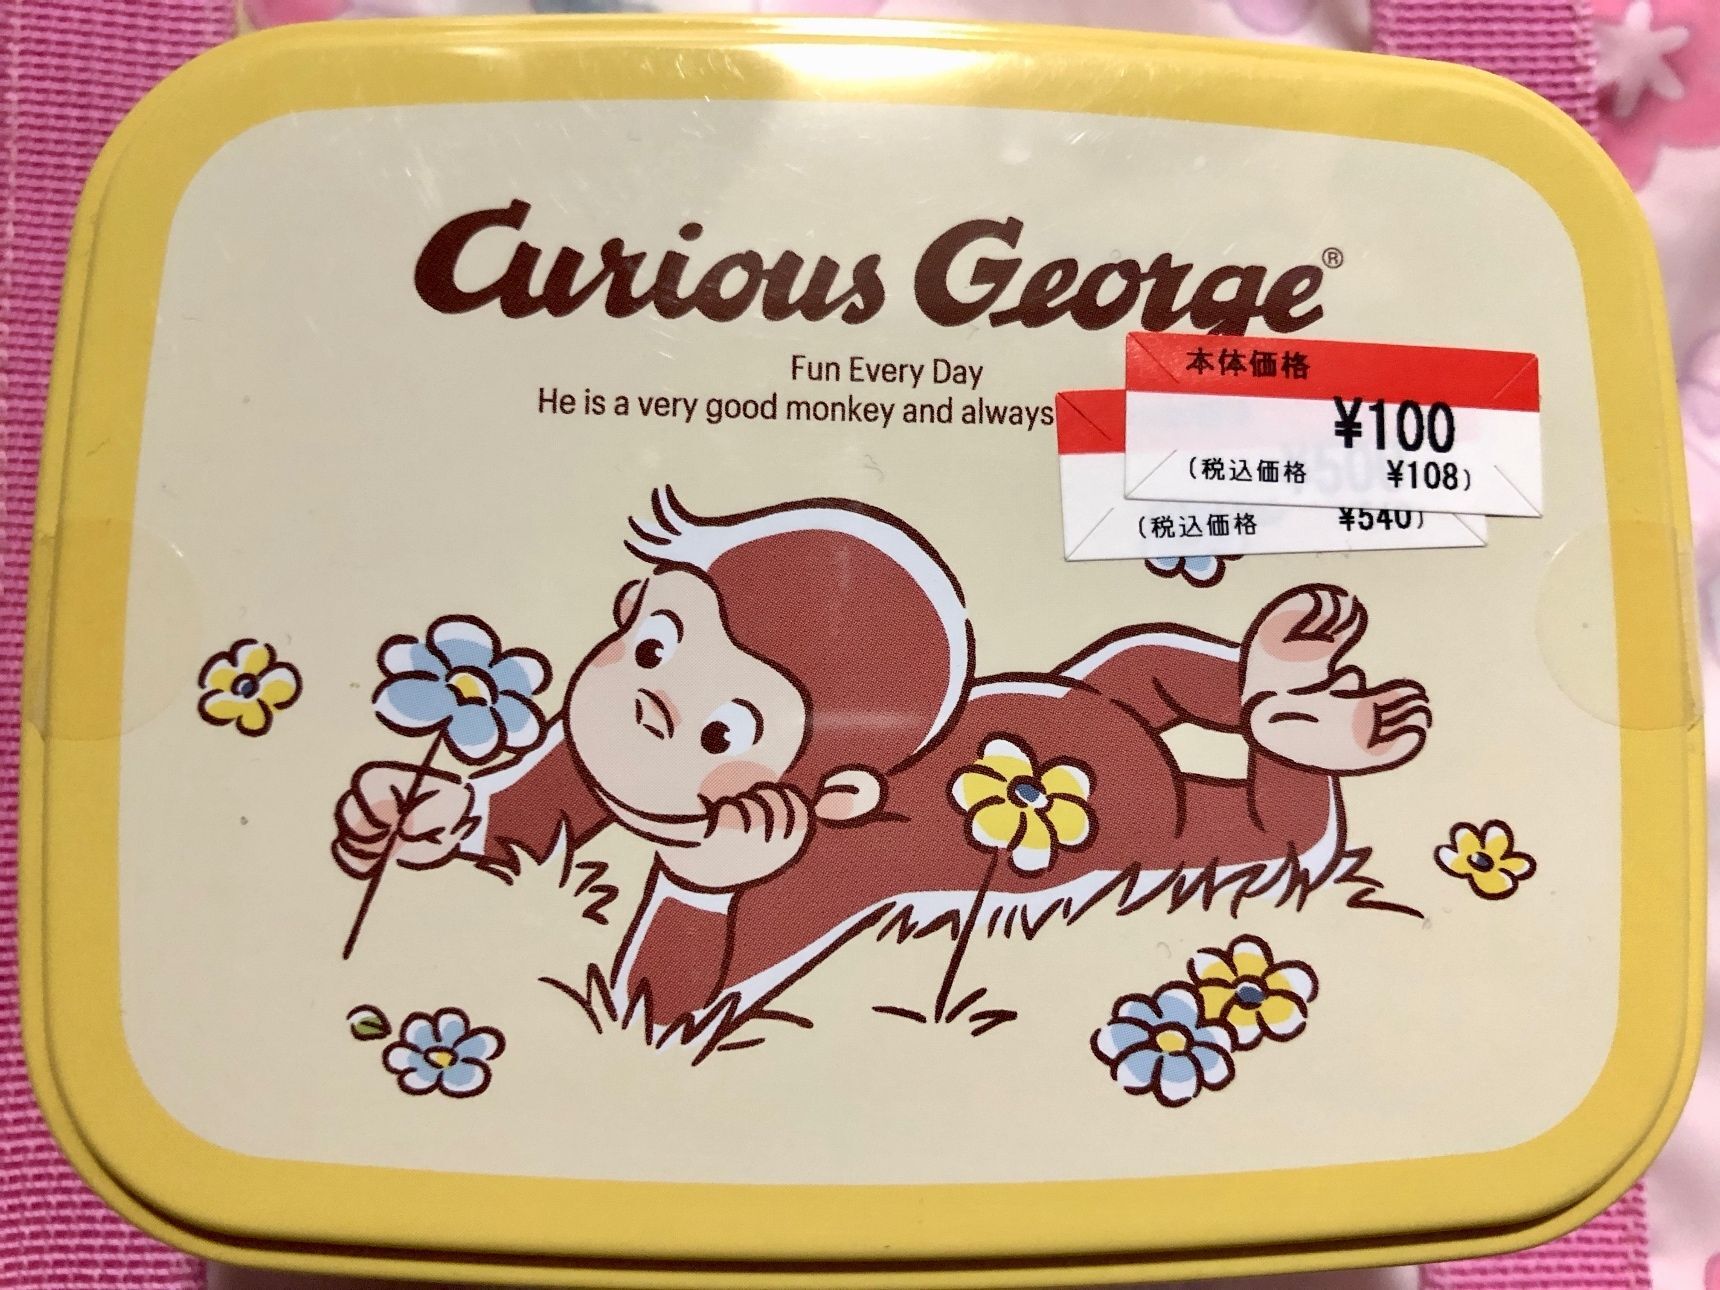 Curious George®
Fun Every Day
He is a very good monkey and always
本体価格
¥100
(税込価格 ¥108)
(税込価格 ¥540)